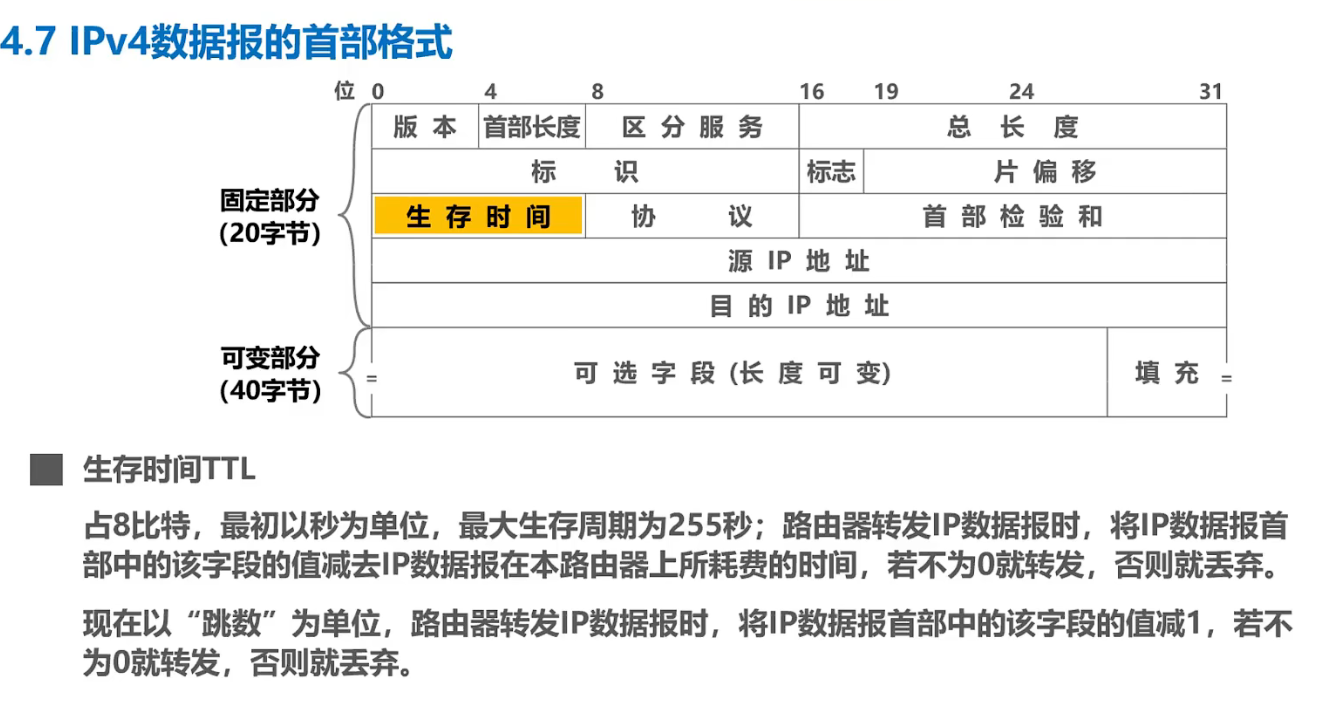 4.7 IPv4数据报的首部格式
位 0 4 8 16 19 24 31
版 本 首部长度 区 分 服 务 总 长 度
标 识 标志 片 偏 移
固定部分
(20字节)
生 存 时 间 协 议 首 部 检 验 和
源 IP 地 址
目 的 IP 地 址
可变部分
(40字节)
可 选 字 段 (长 度 可 变) 填 充
生存时间TTL
占8比特，最初以秒为单位，最大生存周期为255秒；路由器转发IP数据报时，将IP数据报首
部中的该字段的值减去IP数据报在本路由器上所耗费的时间，若不为0就转发，否则就丢弃。
现在以“跳数”为单位，路由器转发IP数据报时，将IP数据报首部中的该字段的值减1，若不
为0就转发，否则就丢弃。